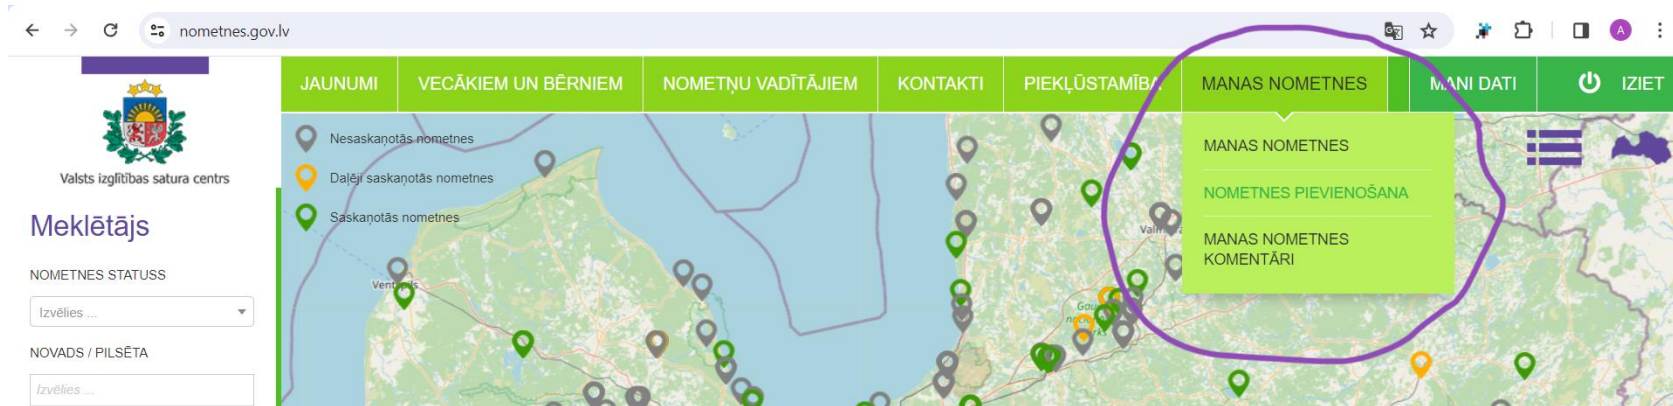 nometnes.gov.lv
A
JAUNUMI
VECĀKIEM UN BĒRNIEM
NOMETŅU VADĪTĀJIEM
KONTAKTI
PIEKĻŪSTAMĪBA
MANAS NOMETNES
MANI DATI
IZIET
Valsts izglītības satura centrs
Meklētājs
NOMETNES STATUSS
Izvēlies ...
NOVADS / PILSĒTA
Izvēlies ...
Nesaskaņotās nometnes
Daļēji saskaņotās nometnes
Saskaņotās nometnes
MANAS NOMETNES
NOMETNES PIEVIENOŠANA
MANAS NOMETNES
KOMENTĀRI